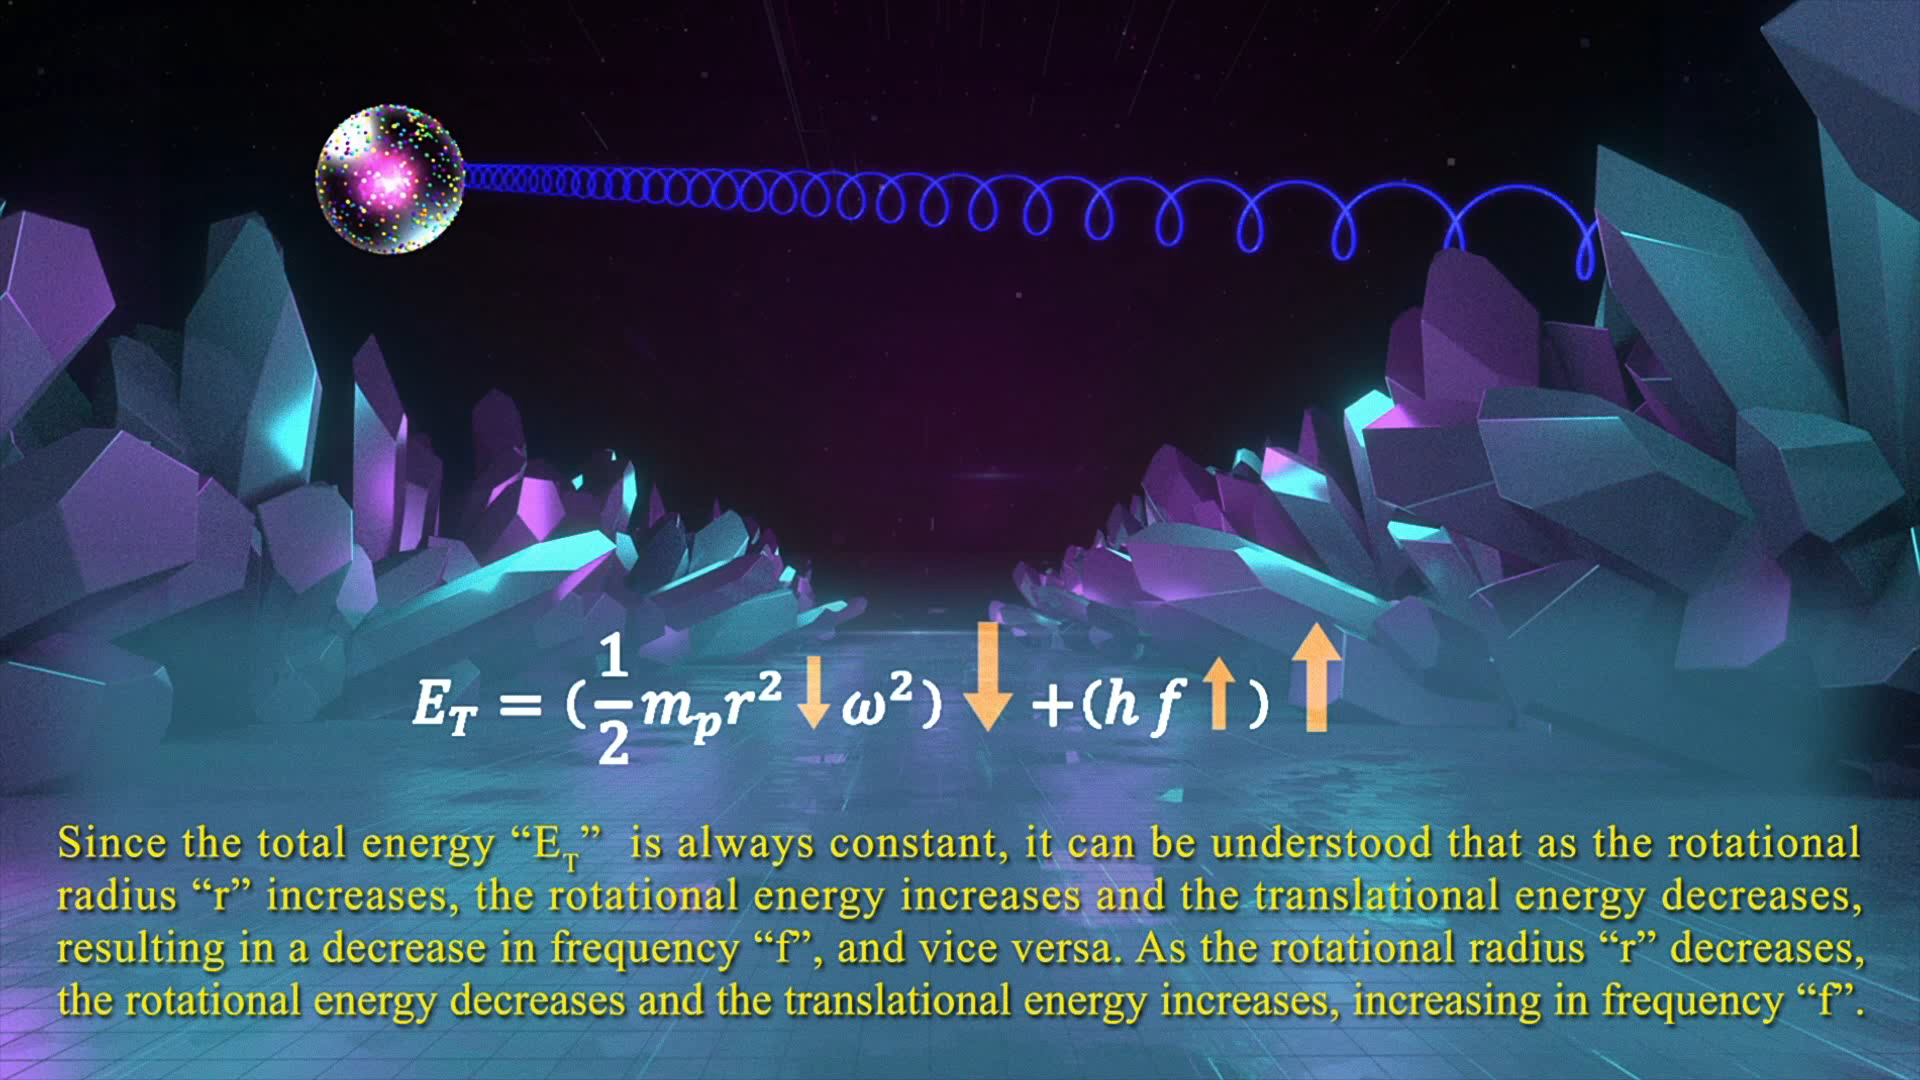 E_T = (1/2 m_p r² ↓ ω²) ↓ +(h f ↑) ↑
Since the total energy “E_T” is always constant, it can be understood that as the rotational
radius “r” increases, the rotational energy increases and the translational energy decreases,
resulting in a decrease in frequency “f”, and vice versa. As the rotational radius “r” decreases,
the rotational energy decreases and the translational energy increases, increasing in frequency “f”.